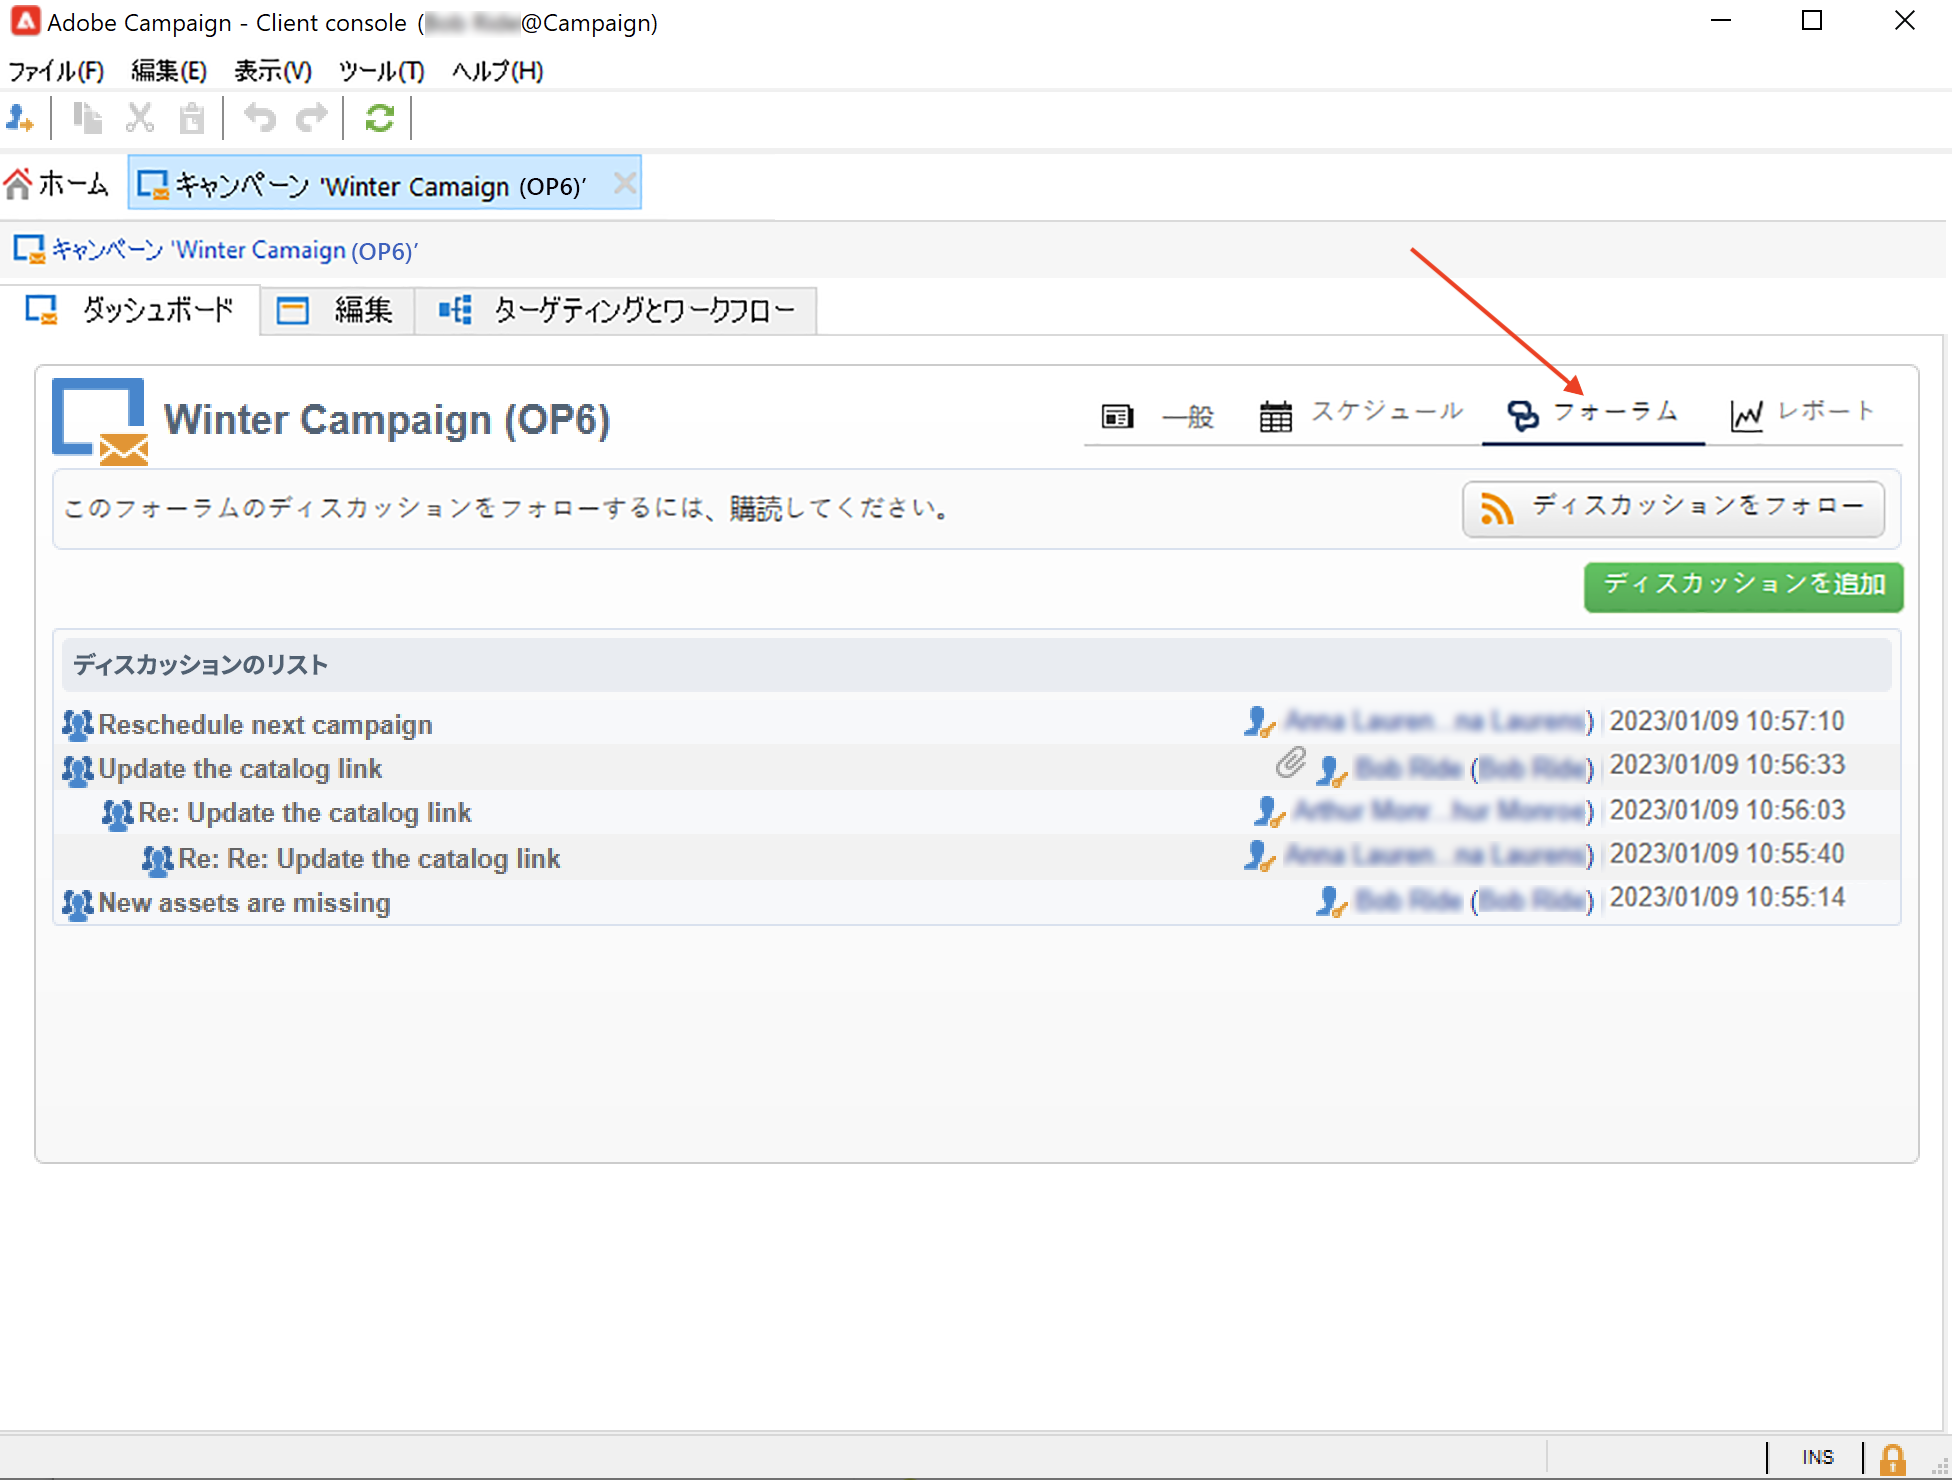 Adobe Campaign - Client console (@Campaign)
ファイル(F) 編集(E) 表示(V) ツール(T) ヘルプ(H)
ホーム キャンペーン 'Winter Camaign (OP6)’
キャンペーン 'Winter Camaign (OP6)’
ダッシュボード 編集 ターゲティングとワークフロー
Winter Campaign (OP6) 一般 スケジュール フォーラム レポート
このフォーラムのディスカッションをフォローするには、購読してください。 ディスカッションをフォロー
ディスカッションを追加
ディスカッションのリスト
Reschedule next campaign 2023/01/09 10:57:10
Update the catalog link 2023/01/09 10:56:33
Re: Update the catalog link 2023/01/09 10:56:03
Re: Re: Update the catalog link 2023/01/09 10:55:40
New assets are missing 2023/01/09 10:55:14
INS